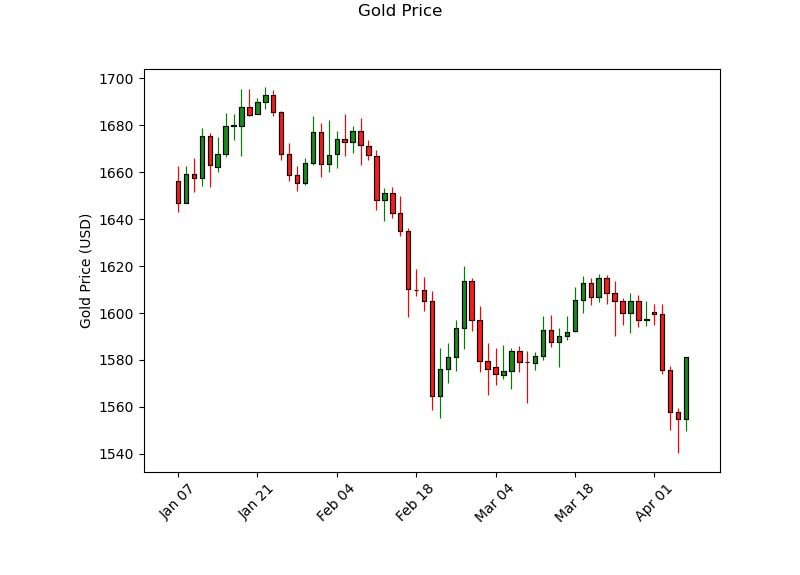 Gold Price
Gold Price (USD)
1700
1680
1660
1640
1620
1600
1580
1560
1540
Jan 07
Jan 21
Feb 04
Feb 18
Mar 04
Mar 18
Apr 01